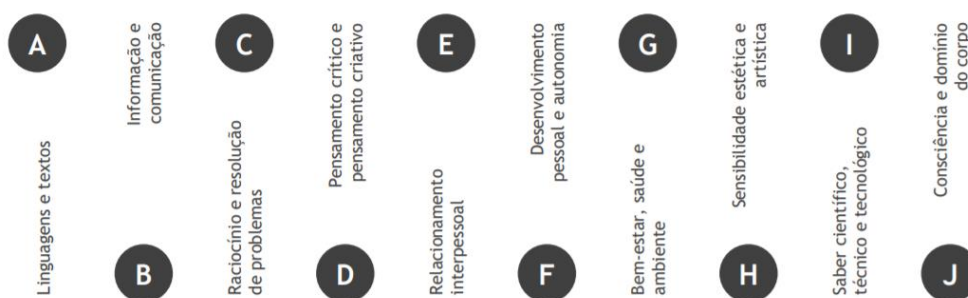 A
Linguagens e textos
Informação e
comunicação
B
C
Raciocínio e resolução
de problemas
Pensamento crítico e
pensamento criativo
D
E
Relacionamento
interpessoal
Desenvolvimento
pessoal e autonomia
F
G
Bem-estar, saúde e
ambiente
Sensibilidade estética e
artística
H
I
Saber científico,
técnico e tecnológico
Consciência e domínio
do corpo
J